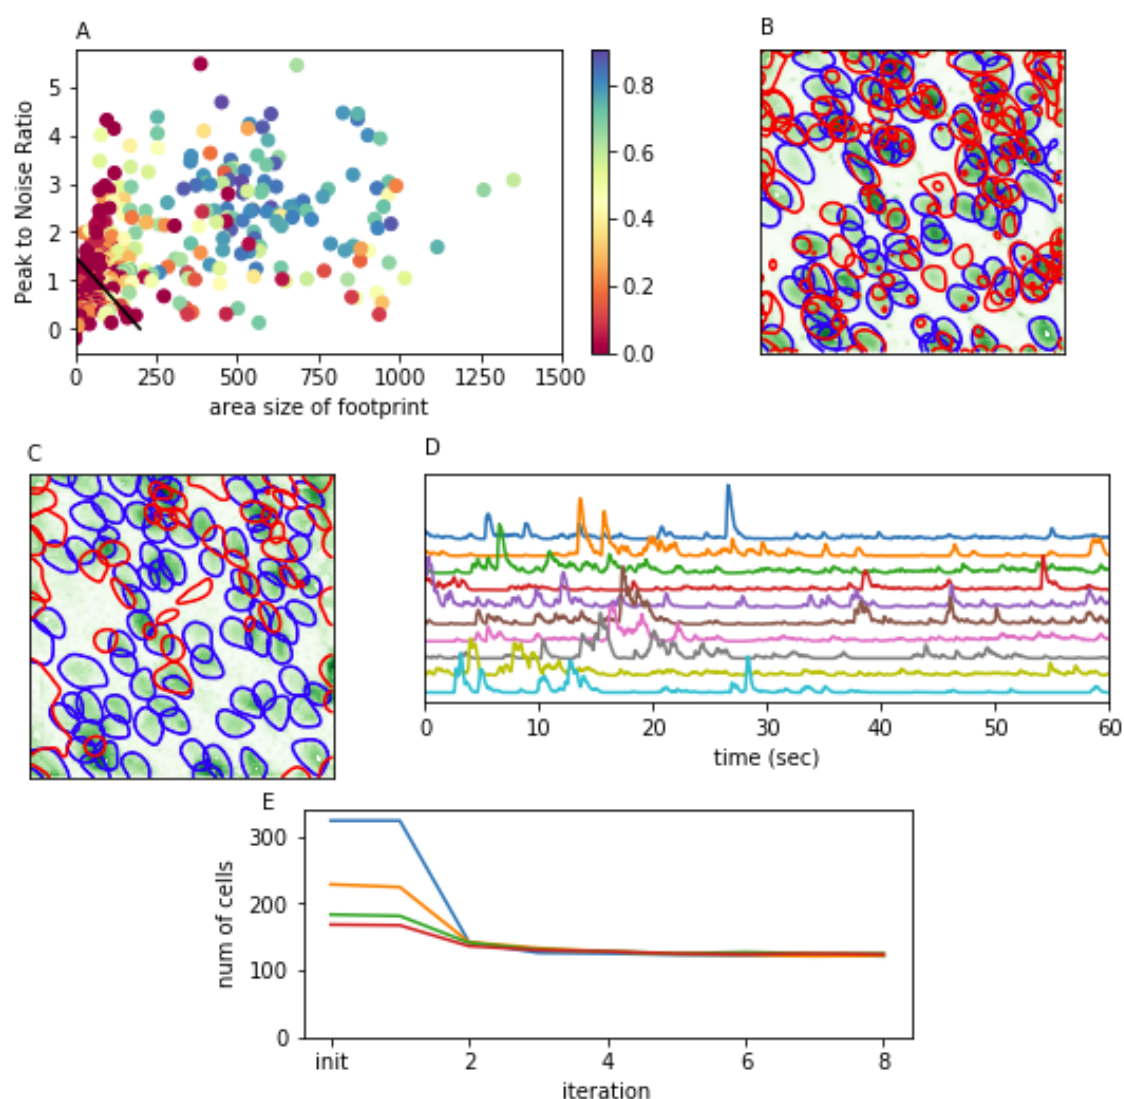 A
Peak to Noise Ratio
5
4
3
2
1
0
0 250 500 750 1000 1250 1500
area size of footprint
0.8
0.6
0.4
0.2
0.0
B
C
D
0 10 20 30 40 50 60
time (sec)
E
num of cells
300
200
100
0
init 2 4 6 8
iteration